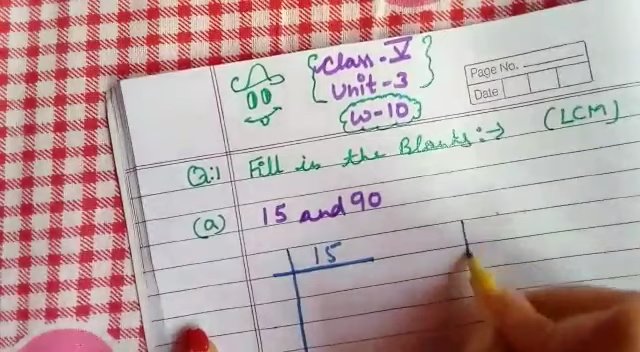 Class-V
Unit-3
W-10
Page No.
Date
Q:1 Fill in the Blanks:→ (LCM)
(a) 15 and 90
15